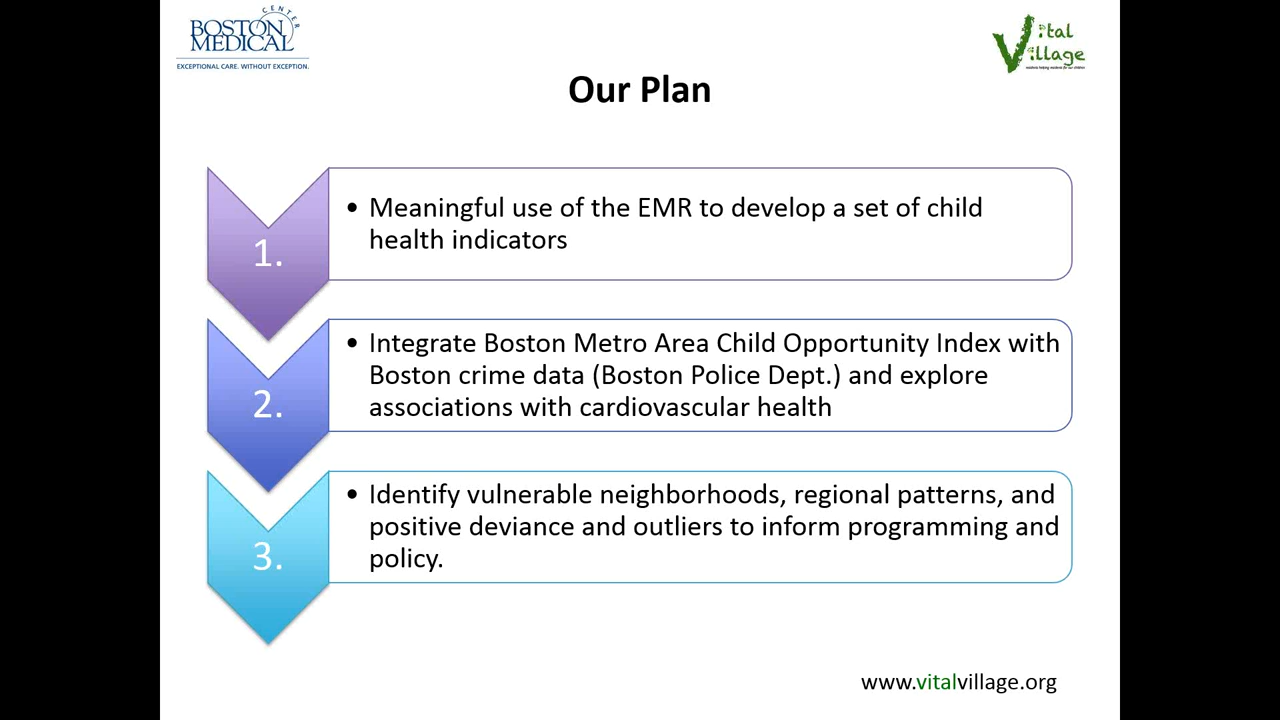 CENTER
BOSTON
MEDICAL
EXCEPTIONAL CARE. WITHOUT EXCEPTION.
Vital
Village
Our Plan
1.
• Meaningful use of the EMR to develop a set of child
health indicators
2.
• Integrate Boston Metro Area Child Opportunity Index with
Boston crime data (Boston Police Dept.) and explore
associations with cardiovascular health
3.
• Identify vulnerable neighborhoods, regional patterns, and
positive deviance and outliers to inform programming and
policy.
www.vitalvillage.org